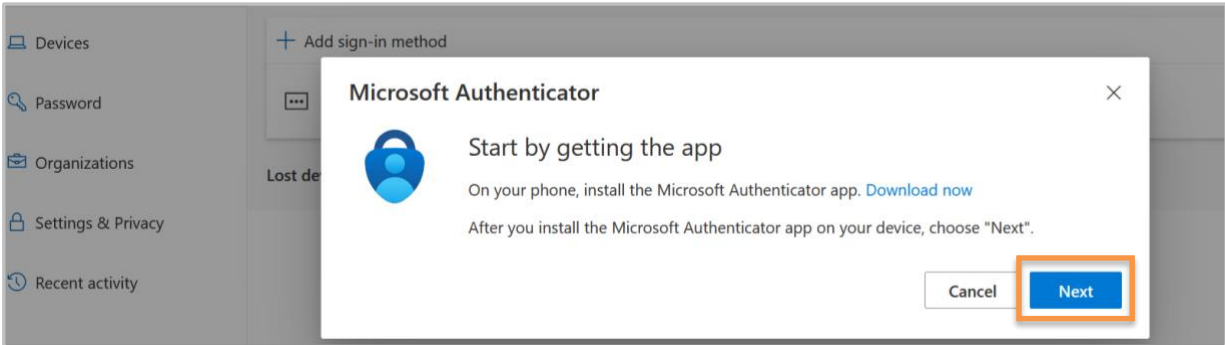 Devices
Password
Organizations
Settings & Privacy
Recent activity
Add sign-in method
Lost de
Microsoft Authenticator
Start by getting the app
On your phone, install the Microsoft Authenticator app. Download now
After you install the Microsoft Authenticator app on your device, choose "Next".
Cancel
Next